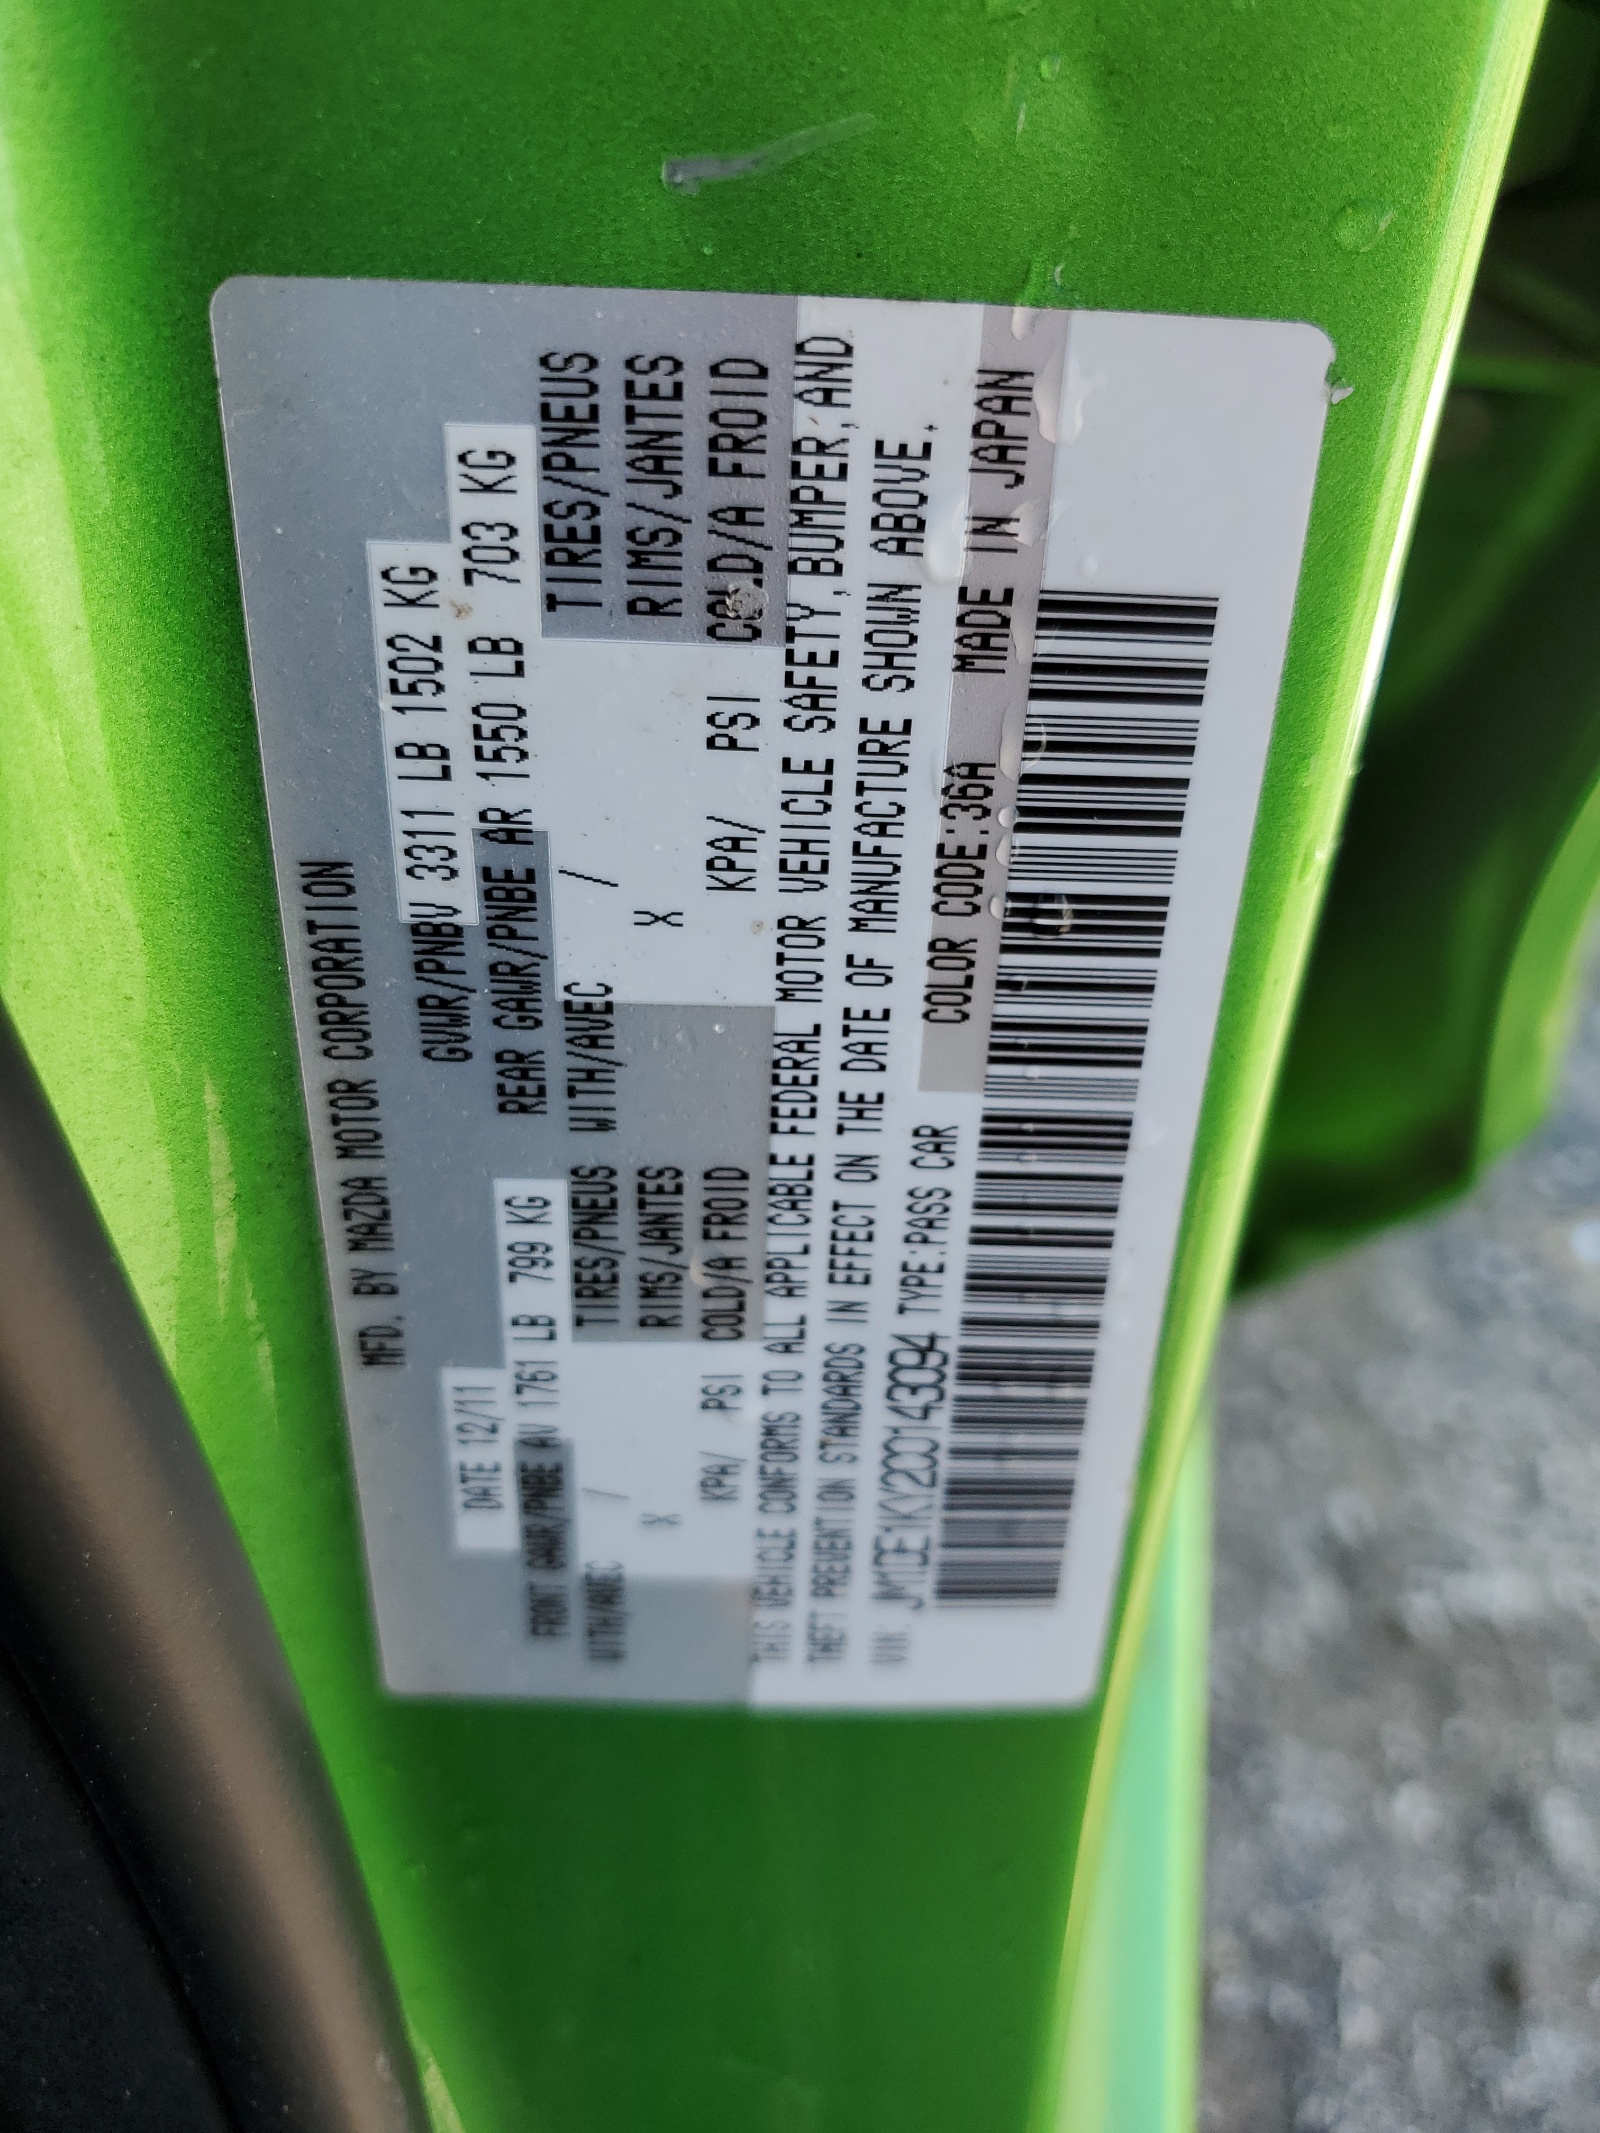 MFD. BY MAZDA MOTOR CORPORATION
DATE 12/11 GVWR/PNBV 3311 LB 1502 KG
FRONT GAWR/PNBE AV 1761 LB 799 KG REAR GAWR/PNBE AR 1550 LB 703 KG
WITH/AVEC / TIRES/PNEUS WITH/AVEC / TIRES/PNEUS
X RIMS/JANTES X RIMS/JANTES
KPA/ PSI COLD/A FROID KPA/ PSI COLD/A FROID
THIS VEHICLE CONFORMS TO ALL APPLICABLE FEDERAL MOTOR VEHICLE SAFETY, BUMPER, AND
THEFT PREVENTION STANDARDS IN EFFECT ON THE DATE OF MANUFACTURE SHOWN ABOVE.
VIN: JM1DE1KY2C0143094 TYPE:PASS CAR COLOR CODE:36A MADE IN JAPAN